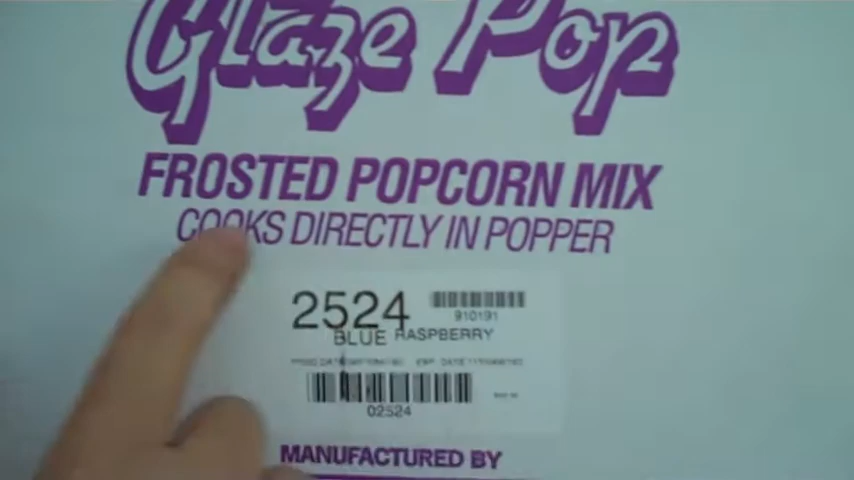 Glaze Pop
FROSTED POPCORN MIX
COOKS DIRECTLY IN POPPER
2524
910191
BLUE RASPBERRY
02524
MANUFACTURED BY